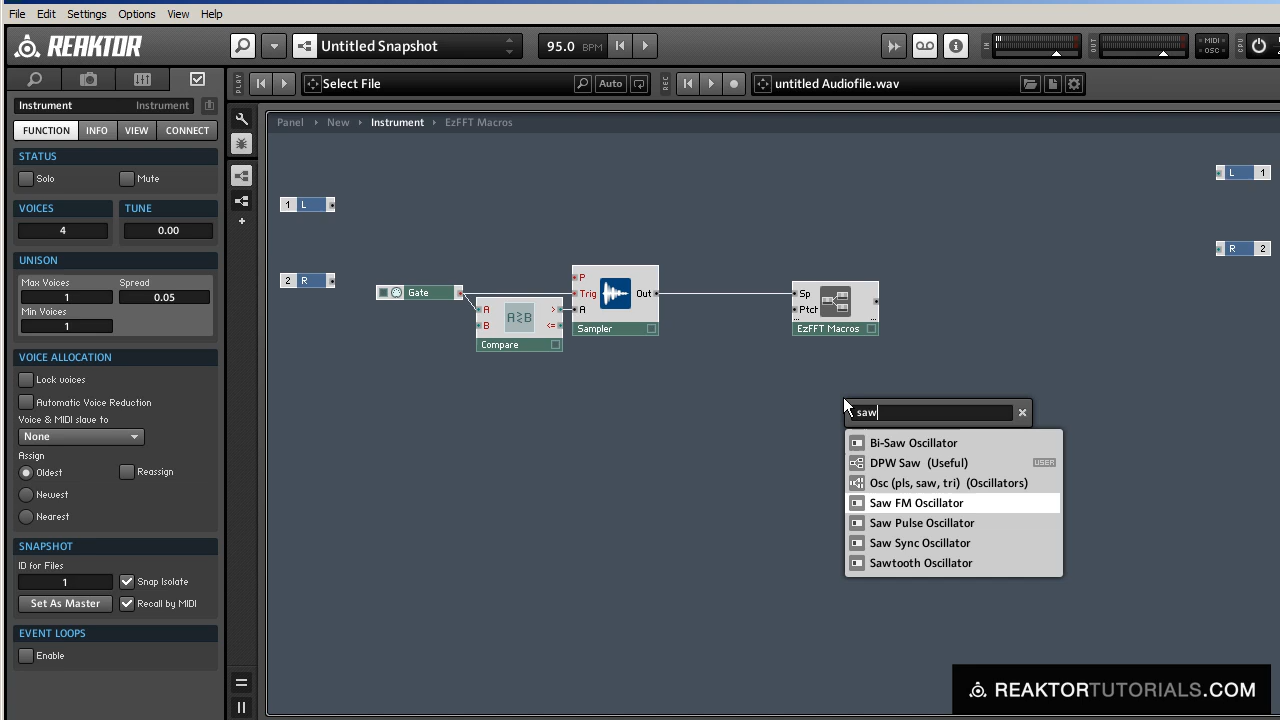 File Edit Settings Options View Help
REAKTOR
Untitled Snapshot
95.0 BPM
IN
OUT
MIDI
OSC
CPU
PLAY
Select File
Auto
REC
untitled Audiofile.wav
Instrument Instrument
FUNCTION INFO VIEW CONNECT
STATUS
Solo Mute
VOICES TUNE
4 0.00
UNISON
Max Voices Spread
1 0.05
Min Voices
1
VOICE ALLOCATION
Lock voices
Automatic Voice Reduction
Voice & MIDI slave to
None
Assign
Oldest Reassign
Newest
Nearest
SNAPSHOT
ID for Files
1 Snap Isolate
Set As Master Recall by MIDI
EVENT LOOPS
Enable
Panel New Instrument EzFFT Macros
1 L
2 R
L 1
R 2
Gate
A > 
B <=
A≷B
Compare
P
Trig Out
A
Sampler
Sp
Ptch
... ...
EzFFT Macros
saw
Bi-Saw Oscillator
DPW Saw (Useful) USER
Osc (pls, saw, tri) (Oscillators)
Saw FM Oscillator
Saw Pulse Oscillator
Saw Sync Oscillator
Sawtooth Oscillator
REAKTORTUTORIALS.COM